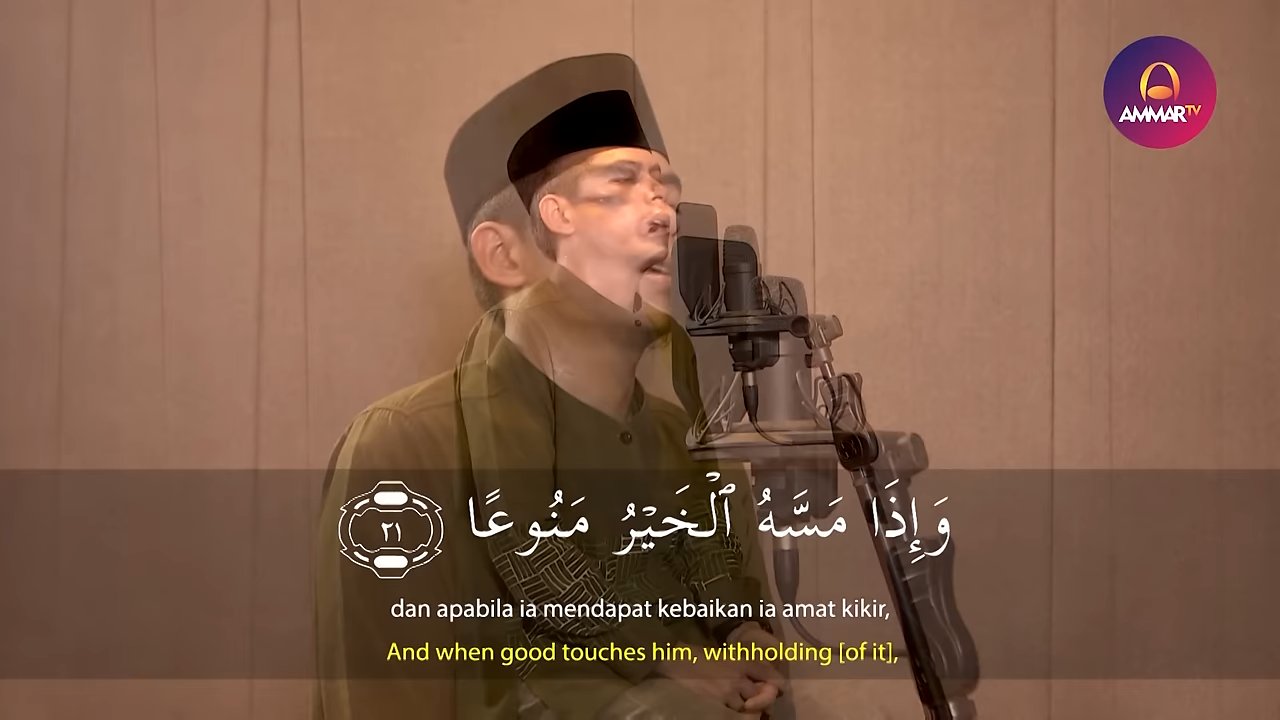 AMMARTV
وَإِذَا مَسَّهُ ٱلْخَيْرُ مَنُوعًا ٢١
dan apabila ia mendapat kebaikan ia amat kikir,
And when good touches him, withholding [of it],